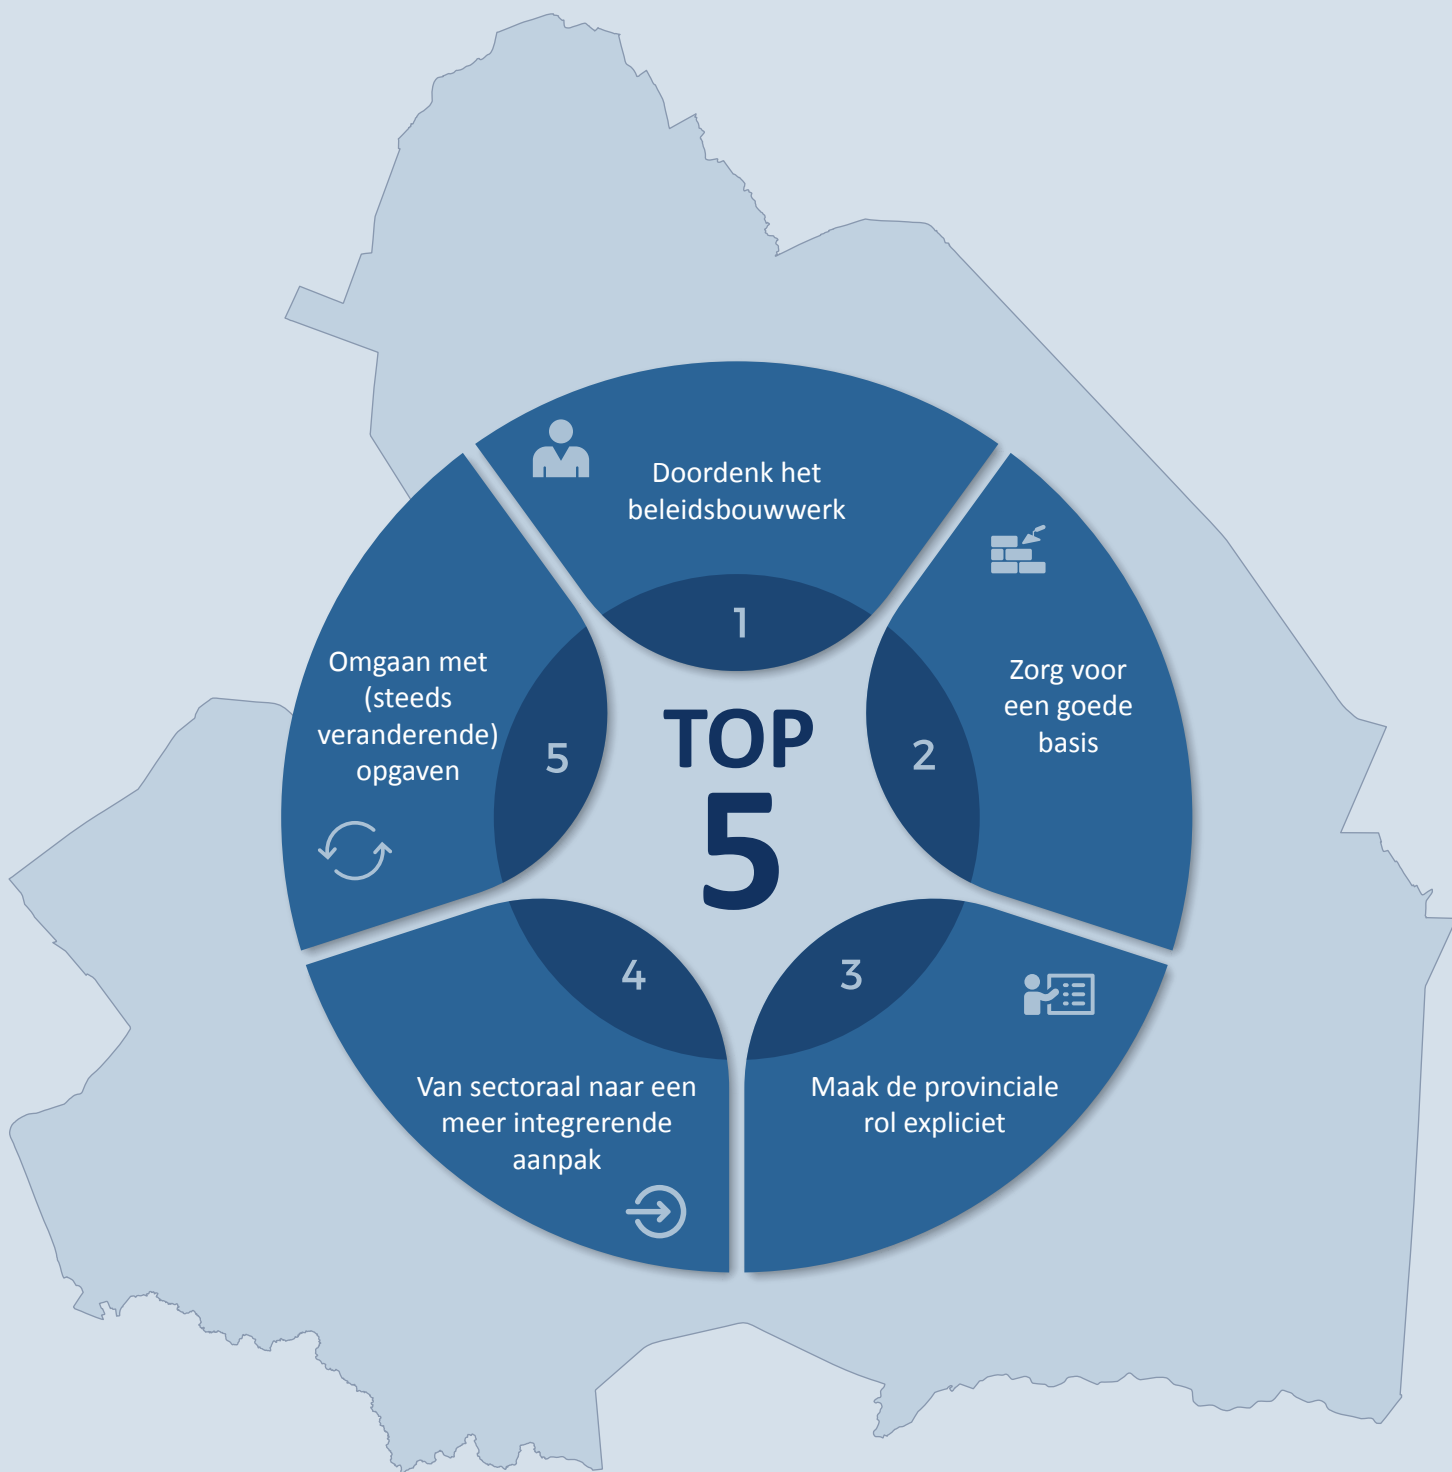 Doordenk het
beleidsbouwwerk
1
Zorg voor
een goede
basis
2
Maak de provinciale
rol expliciet
3
Van sectoraal naar een
meer integrerende
aanpak
4
Omgaan met
(steeds
veranderende)
opgaven
5
TOP
5